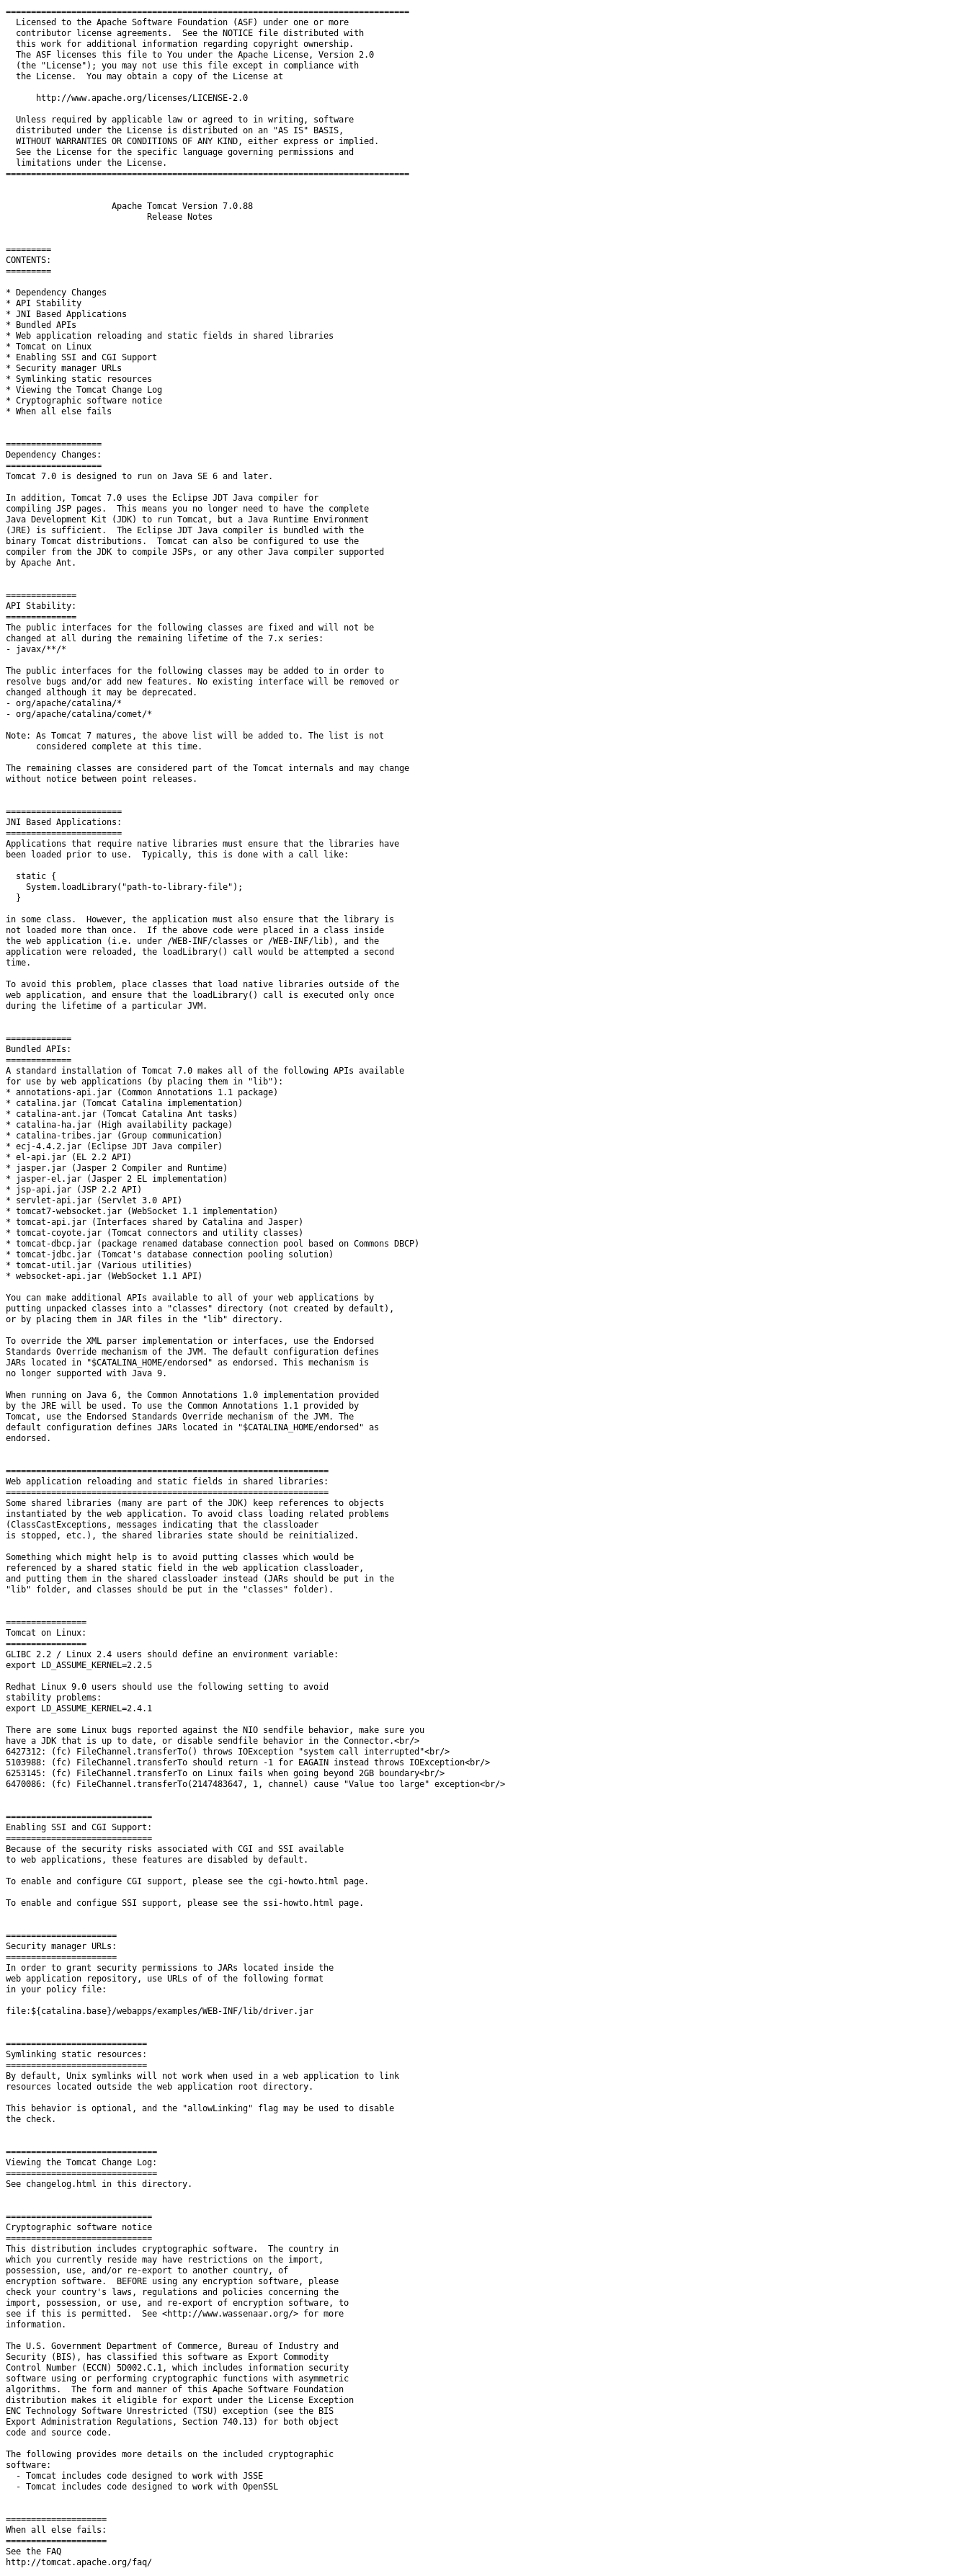 ================================================================================
  Licensed to the Apache Software Foundation (ASF) under one or more
  contributor license agreements.  See the NOTICE file distributed with
  this work for additional information regarding copyright ownership.
  The ASF licenses this file to You under the Apache License, Version 2.0
  (the "License"); you may not use this file except in compliance with
  the License.  You may obtain a copy of the License at

      http://www.apache.org/licenses/LICENSE-2.0

  Unless required by applicable law or agreed to in writing, software
  distributed under the License is distributed on an "AS IS" BASIS,
  WITHOUT WARRANTIES OR CONDITIONS OF ANY KIND, either express or implied.
  See the License for the specific language governing permissions and
  limitations under the License.
================================================================================


                     Apache Tomcat Version 7.0.88
                            Release Notes


=========
CONTENTS:
=========

* Dependency Changes
* API Stability
* JNI Based Applications
* Bundled APIs
* Web application reloading and static fields in shared libraries
* Tomcat on Linux
* Enabling SSI and CGI Support
* Security manager URLs
* Symlinking static resources
* Viewing the Tomcat Change Log
* Cryptographic software notice
* When all else fails


===================
Dependency Changes:
===================
Tomcat 7.0 is designed to run on Java SE 6 and later.

In addition, Tomcat 7.0 uses the Eclipse JDT Java compiler for
compiling JSP pages.  This means you no longer need to have the complete
Java Development Kit (JDK) to run Tomcat, but a Java Runtime Environment
(JRE) is sufficient.  The Eclipse JDT Java compiler is bundled with the
binary Tomcat distributions.  Tomcat can also be configured to use the
compiler from the JDK to compile JSPs, or any other Java compiler supported
by Apache Ant.


==============
API Stability:
==============
The public interfaces for the following classes are fixed and will not be
changed at all during the remaining lifetime of the 7.x series:
- javax/**/*

The public interfaces for the following classes may be added to in order to
resolve bugs and/or add new features. No existing interface will be removed or
changed although it may be deprecated.
- org/apache/catalina/*
- org/apache/catalina/comet/*

Note: As Tomcat 7 matures, the above list will be added to. The list is not
      considered complete at this time.

The remaining classes are considered part of the Tomcat internals and may change
without notice between point releases.


=======================
JNI Based Applications:
=======================
Applications that require native libraries must ensure that the libraries have
been loaded prior to use.  Typically, this is done with a call like:

  static {
    System.loadLibrary("path-to-library-file");
  }

in some class.  However, the application must also ensure that the library is
not loaded more than once.  If the above code were placed in a class inside
the web application (i.e. under /WEB-INF/classes or /WEB-INF/lib), and the
application were reloaded, the loadLibrary() call would be attempted a second
time.

To avoid this problem, place classes that load native libraries outside of the
web application, and ensure that the loadLibrary() call is executed only once
during the lifetime of a particular JVM.


=============
Bundled APIs:
=============
A standard installation of Tomcat 7.0 makes all of the following APIs available
for use by web applications (by placing them in "lib"):
* annotations-api.jar (Common Annotations 1.1 package)
* catalina.jar (Tomcat Catalina implementation)
* catalina-ant.jar (Tomcat Catalina Ant tasks)
* catalina-ha.jar (High availability package)
* catalina-tribes.jar (Group communication)
* ecj-4.4.2.jar (Eclipse JDT Java compiler)
* el-api.jar (EL 2.2 API)
* jasper.jar (Jasper 2 Compiler and Runtime)
* jasper-el.jar (Jasper 2 EL implementation)
* jsp-api.jar (JSP 2.2 API)
* servlet-api.jar (Servlet 3.0 API)
* tomcat7-websocket.jar (WebSocket 1.1 implementation)
* tomcat-api.jar (Interfaces shared by Catalina and Jasper)
* tomcat-coyote.jar (Tomcat connectors and utility classes)
* tomcat-dbcp.jar (package renamed database connection pool based on Commons DBCP)
* tomcat-jdbc.jar (Tomcat's database connection pooling solution)
* tomcat-util.jar (Various utilities)
* websocket-api.jar (WebSocket 1.1 API)

You can make additional APIs available to all of your web applications by
putting unpacked classes into a "classes" directory (not created by default),
or by placing them in JAR files in the "lib" directory.

To override the XML parser implementation or interfaces, use the Endorsed
Standards Override mechanism of the JVM. The default configuration defines
JARs located in "$CATALINA_HOME/endorsed" as endorsed. This mechanism is
no longer supported with Java 9.

When running on Java 6, the Common Annotations 1.0 implementation provided
by the JRE will be used. To use the Common Annotations 1.1 provided by
Tomcat, use the Endorsed Standards Override mechanism of the JVM. The
default configuration defines JARs located in "$CATALINA_HOME/endorsed" as
endorsed.


================================================================
Web application reloading and static fields in shared libraries:
================================================================
Some shared libraries (many are part of the JDK) keep references to objects
instantiated by the web application. To avoid class loading related problems
(ClassCastExceptions, messages indicating that the classloader
is stopped, etc.), the shared libraries state should be reinitialized.

Something which might help is to avoid putting classes which would be
referenced by a shared static field in the web application classloader,
and putting them in the shared classloader instead (JARs should be put in the
"lib" folder, and classes should be put in the "classes" folder).


================
Tomcat on Linux:
================
GLIBC 2.2 / Linux 2.4 users should define an environment variable:
export LD_ASSUME_KERNEL=2.2.5

Redhat Linux 9.0 users should use the following setting to avoid
stability problems:
export LD_ASSUME_KERNEL=2.4.1

There are some Linux bugs reported against the NIO sendfile behavior, make sure you
have a JDK that is up to date, or disable sendfile behavior in the Connector.<br/>
6427312: (fc) FileChannel.transferTo() throws IOException "system call interrupted"<br/>
5103988: (fc) FileChannel.transferTo should return -1 for EAGAIN instead throws IOException<br/>
6253145: (fc) FileChannel.transferTo on Linux fails when going beyond 2GB boundary<br/>
6470086: (fc) FileChannel.transferTo(2147483647, 1, channel) cause "Value too large" exception<br/>


=============================
Enabling SSI and CGI Support:
=============================
Because of the security risks associated with CGI and SSI available
to web applications, these features are disabled by default.

To enable and configure CGI support, please see the cgi-howto.html page.

To enable and configue SSI support, please see the ssi-howto.html page.


======================
Security manager URLs:
======================
In order to grant security permissions to JARs located inside the
web application repository, use URLs of of the following format
in your policy file:

file:${catalina.base}/webapps/examples/WEB-INF/lib/driver.jar


============================
Symlinking static resources:
============================
By default, Unix symlinks will not work when used in a web application to link
resources located outside the web application root directory.

This behavior is optional, and the "allowLinking" flag may be used to disable
the check.


==============================
Viewing the Tomcat Change Log:
==============================
See changelog.html in this directory.


=============================
Cryptographic software notice
=============================
This distribution includes cryptographic software.  The country in
which you currently reside may have restrictions on the import,
possession, use, and/or re-export to another country, of
encryption software.  BEFORE using any encryption software, please
check your country's laws, regulations and policies concerning the
import, possession, or use, and re-export of encryption software, to
see if this is permitted.  See <http://www.wassenaar.org/> for more
information.

The U.S. Government Department of Commerce, Bureau of Industry and
Security (BIS), has classified this software as Export Commodity
Control Number (ECCN) 5D002.C.1, which includes information security
software using or performing cryptographic functions with asymmetric
algorithms.  The form and manner of this Apache Software Foundation
distribution makes it eligible for export under the License Exception
ENC Technology Software Unrestricted (TSU) exception (see the BIS
Export Administration Regulations, Section 740.13) for both object
code and source code.

The following provides more details on the included cryptographic
software:
  - Tomcat includes code designed to work with JSSE
  - Tomcat includes code designed to work with OpenSSL


====================
When all else fails:
====================
See the FAQ
http://tomcat.apache.org/faq/